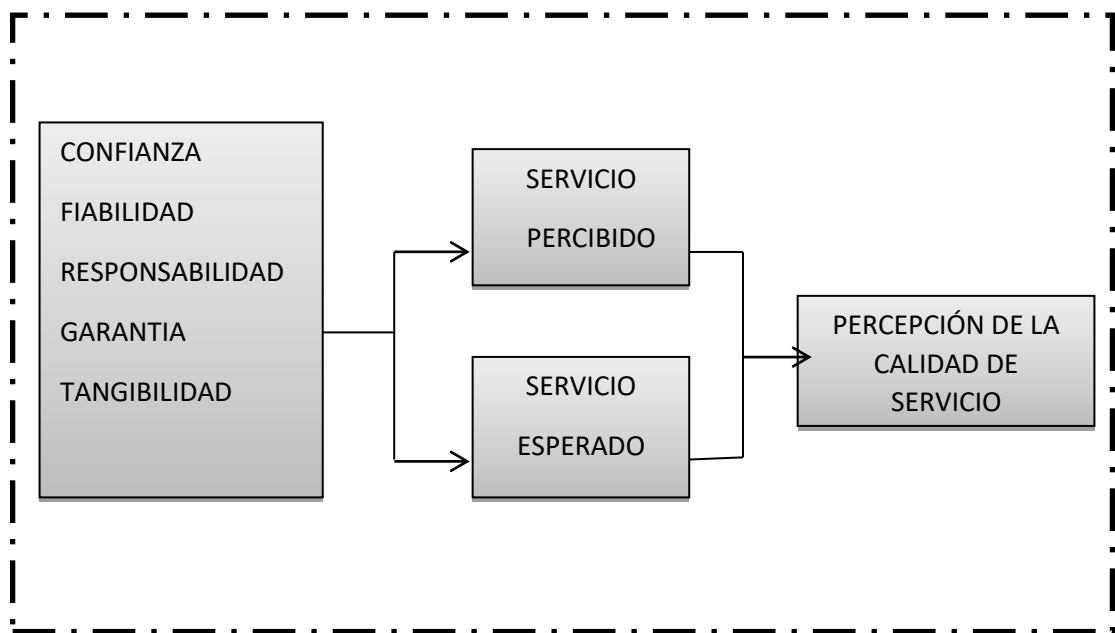 CONFIANZA
FIABILIDAD
RESPONSABILIDAD
GARANTIA
TANGIBILIDAD
SERVICIO
PERCIBIDO
SERVICIO
ESPERADO
PERCEPCIÓN DE LA
CALIDAD DE
SERVICIO